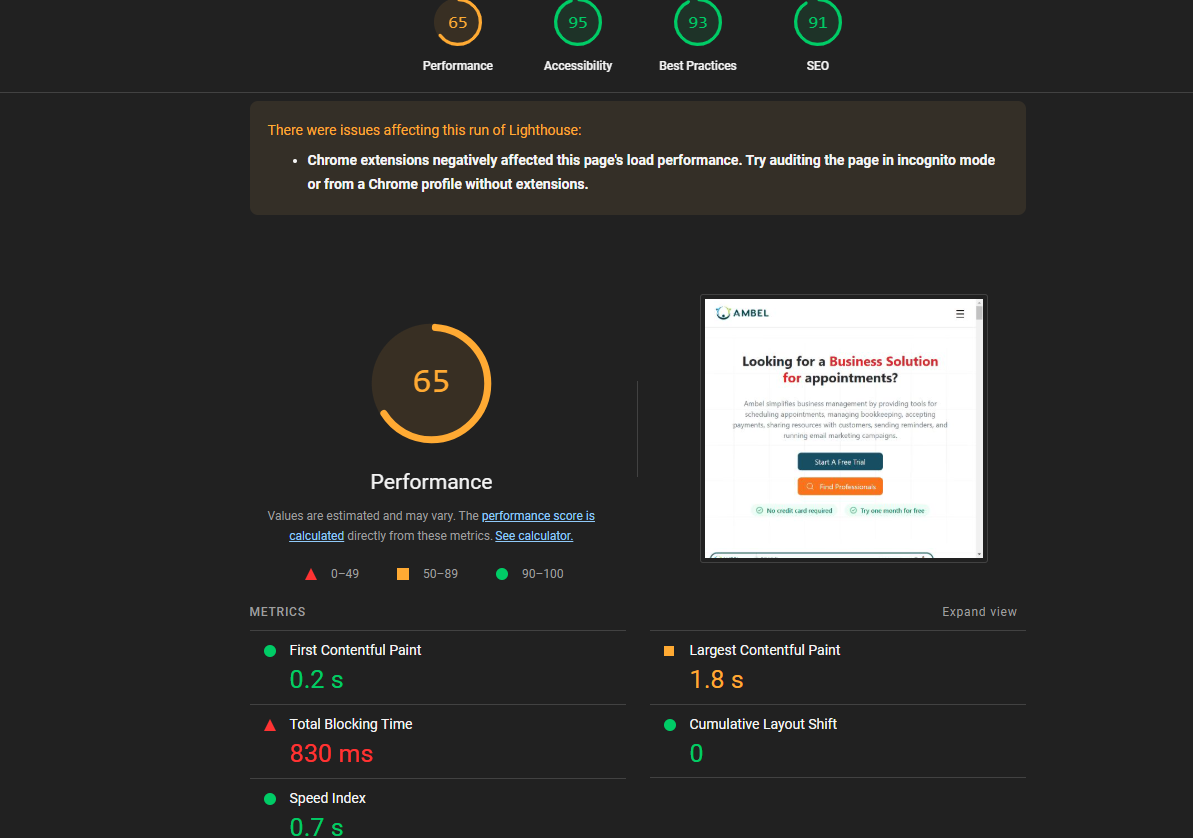 65
95
93
91
Performance
Accessibility
Best Practices
SEO
There were issues affecting this run of Lighthouse:
• Chrome extensions negatively affected this page's load performance. Try auditing the page in incognito mode
or from a Chrome profile without extensions.
65
Performance
Values are estimated and may vary. The performance score is
calculated directly from these metrics. See calculator.
0–49
50–89
90–100
AMBEL
Looking for a Business Solution
for appointments?
Ambel simplifies business management by providing tools for
scheduling appointments, managing bookkeeping, accepting
payments, sharing resources with customers, sending reminders, and
running email marketing campaigns.
Start A Free Trial
Find Professionals
No credit card required
Try one month for free
METRICS
Expand view
First Contentful Paint
0.2 s
Largest Contentful Paint
1.8 s
Total Blocking Time
830 ms
Cumulative Layout Shift
0
Speed Index
0.7 s